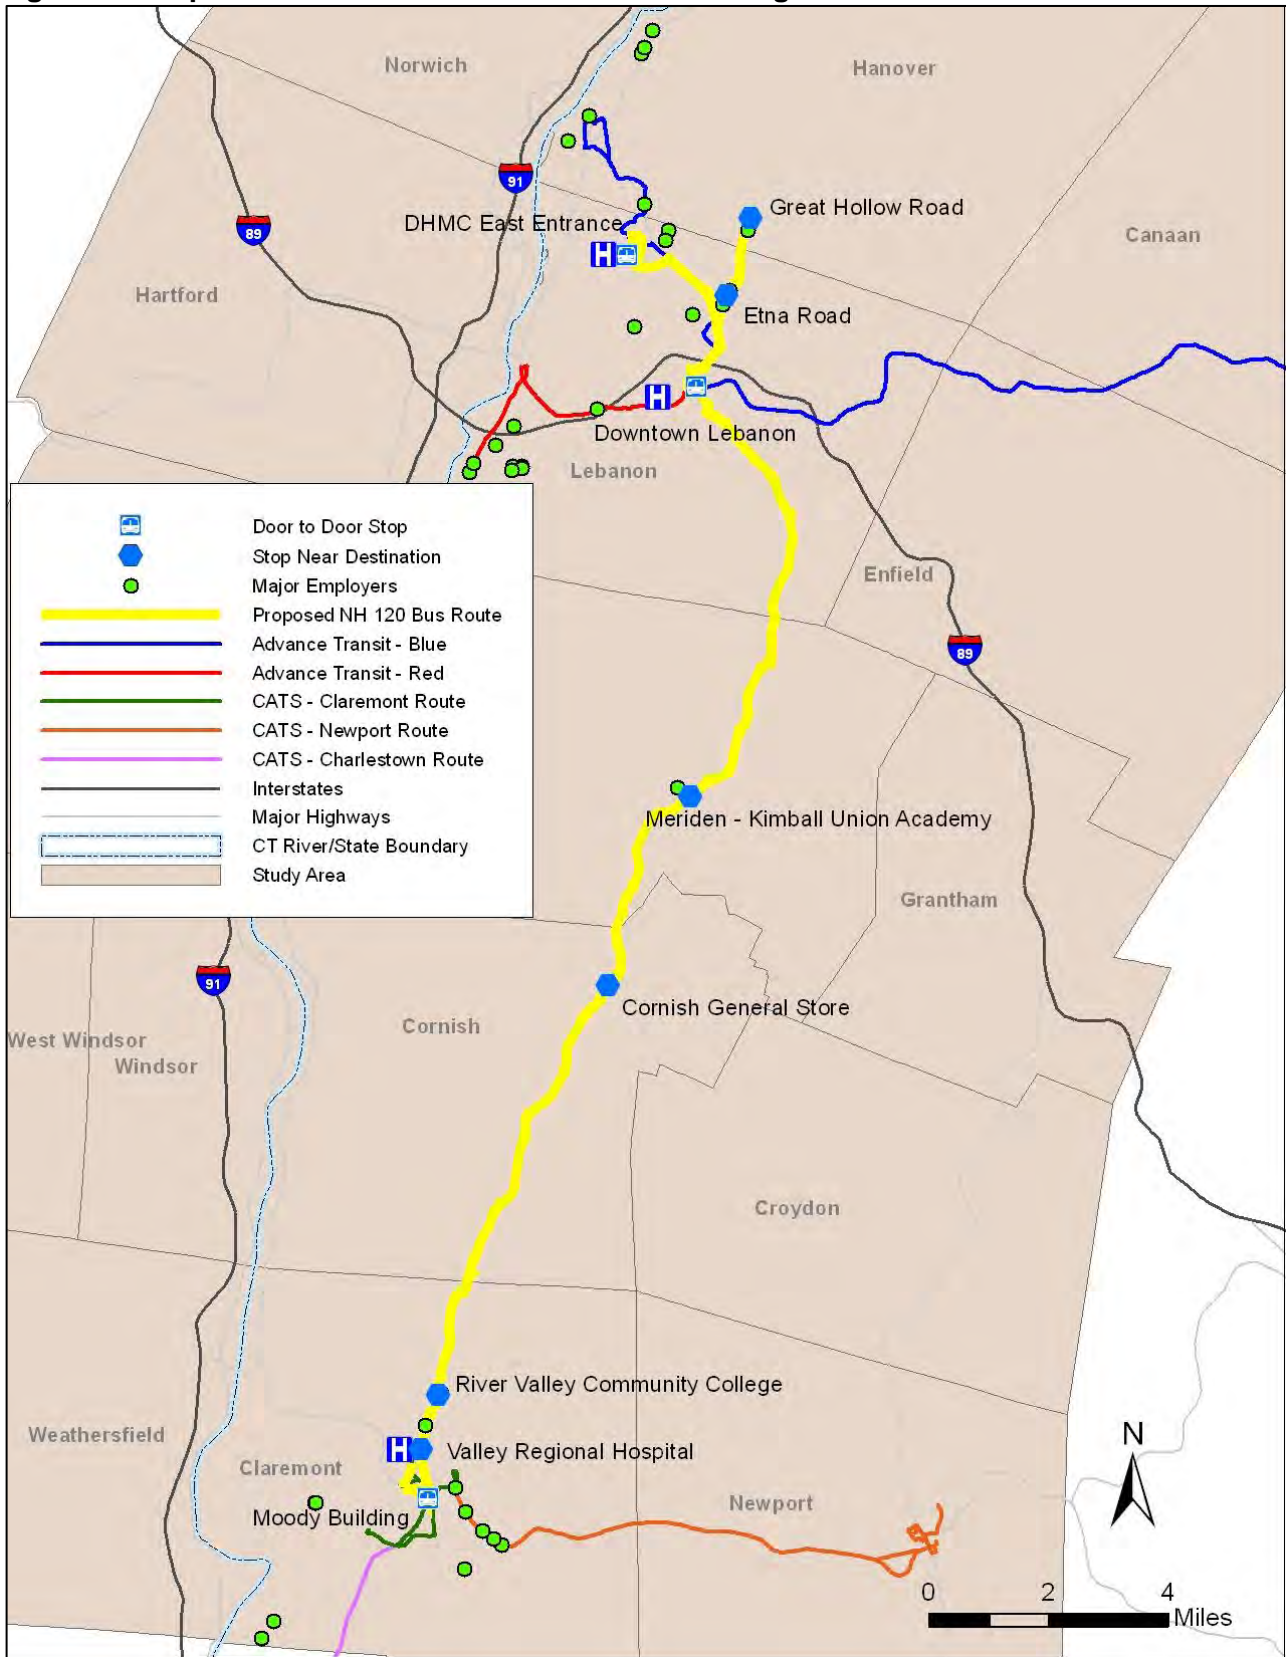 Norwich
Hanover
91
Great Hollow Road
DHMC East Entrance
89
Canaan
H
Hartford
Etna Road
H
Downtown Lebanon
Lebanon
Door to Door Stop
Stop Near Destination
Enfield
Major Employers
Proposed NH 120 Bus Route
Advance Transit - Blue
89
Advance Transit - Red
CATS - Claremont Route
CATS - Newport Route
CATS - Charlestown Route
Interstates
Major Highways
Meriden - Kimball Union Academy
CT River/State Boundary
Study Area
Grantham
91
Cornish General Store
Cornish
West Windsor
Windsor
Croydon
River Valley Community College
Weathersfield
N
H
Valley Regional Hospital
Claremont
Newport
Moody Building
0 2 4
Miles